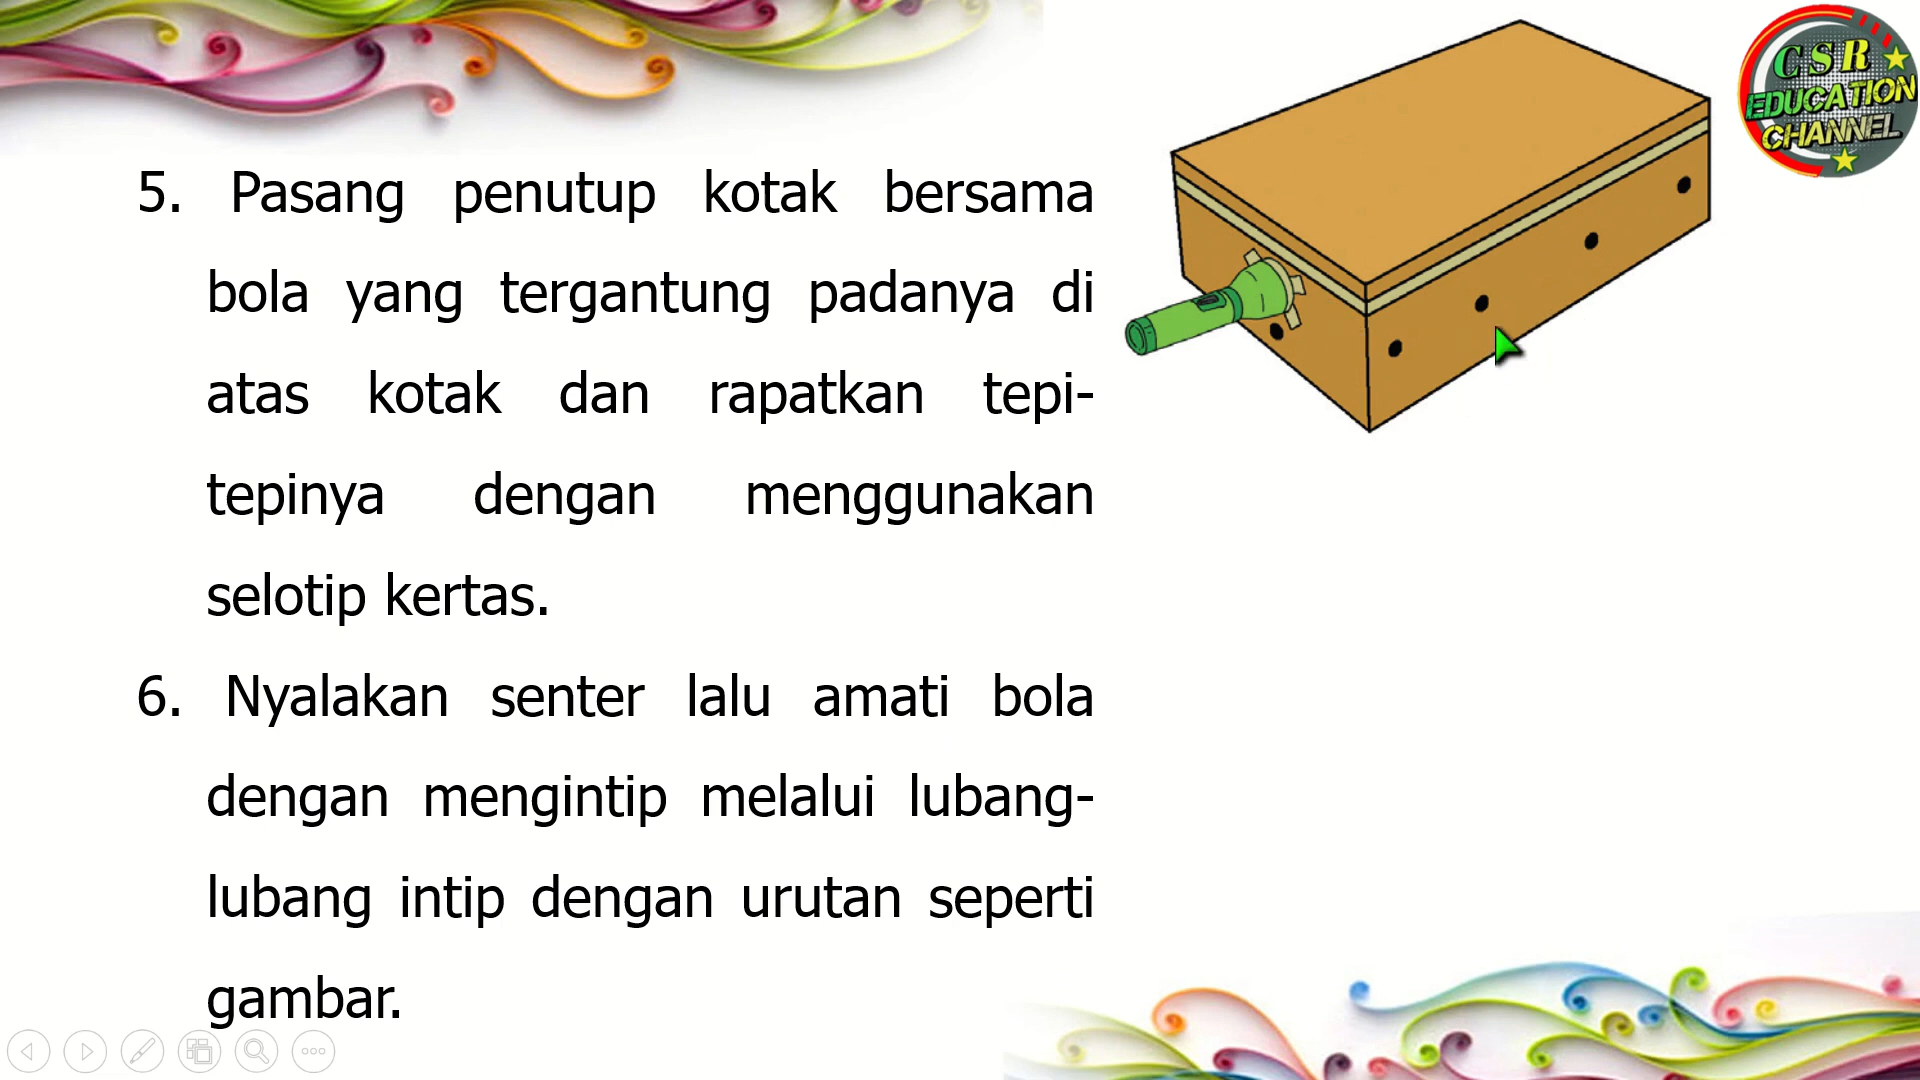 5. Pasang penutup kotak bersama
bola yang tergantung padanya di
atas kotak dan rapatkan tepi-
tepinya dengan menggunakan
selotip kertas.
6. Nyalakan senter lalu amati bola
dengan mengintip melalui lubang-
lubang intip dengan urutan seperti
gambar.
CSR
EDUCATION
CHANNEL